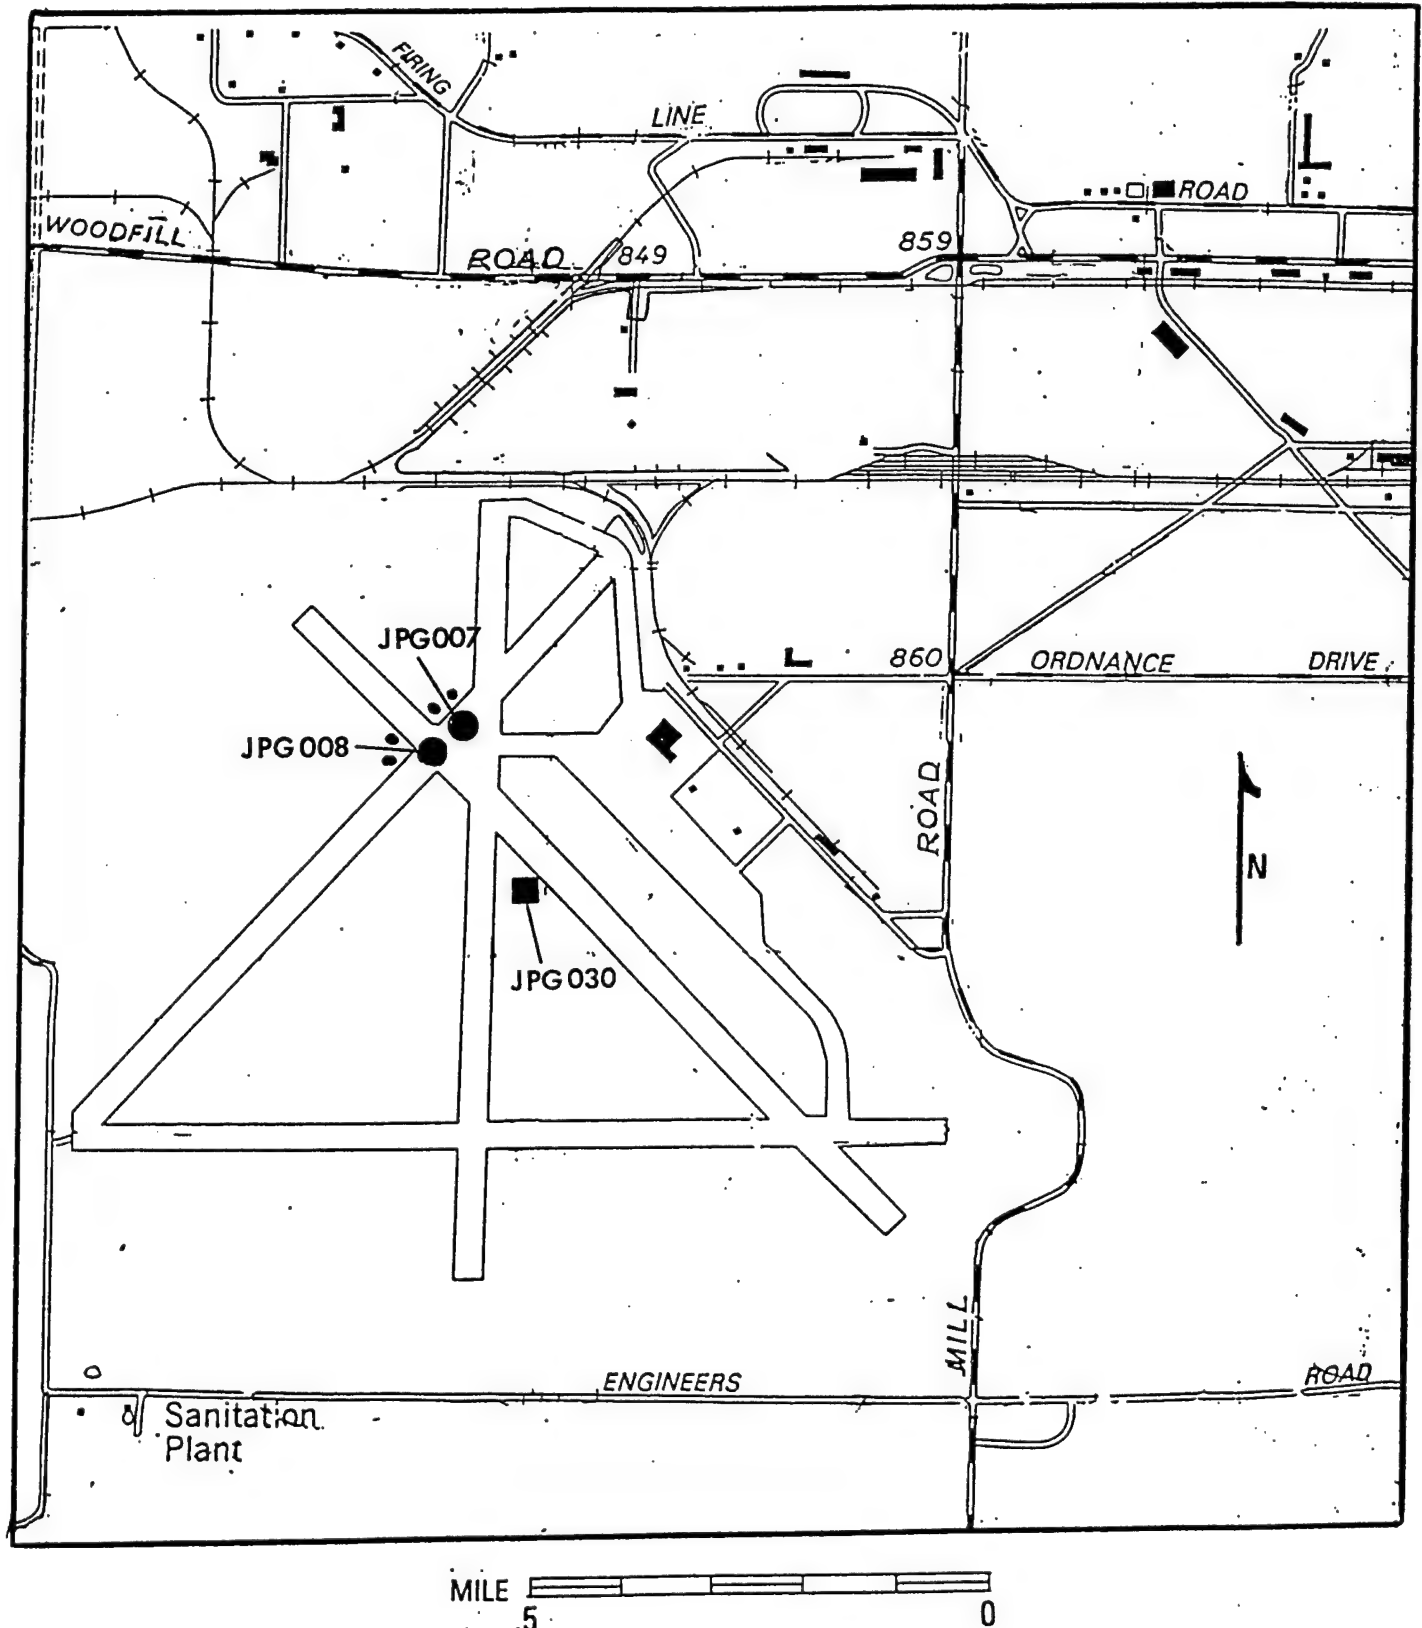 FIRING
LINE
ROAD
WOODFILL
ROAD
849
859
JPG007
860
ORDNANCE
DRIVE
JPG008
ROAD
N
JPG030
MILL
ENGINEERS
ROAD
Sanitation
Plant
MILE
.5
0